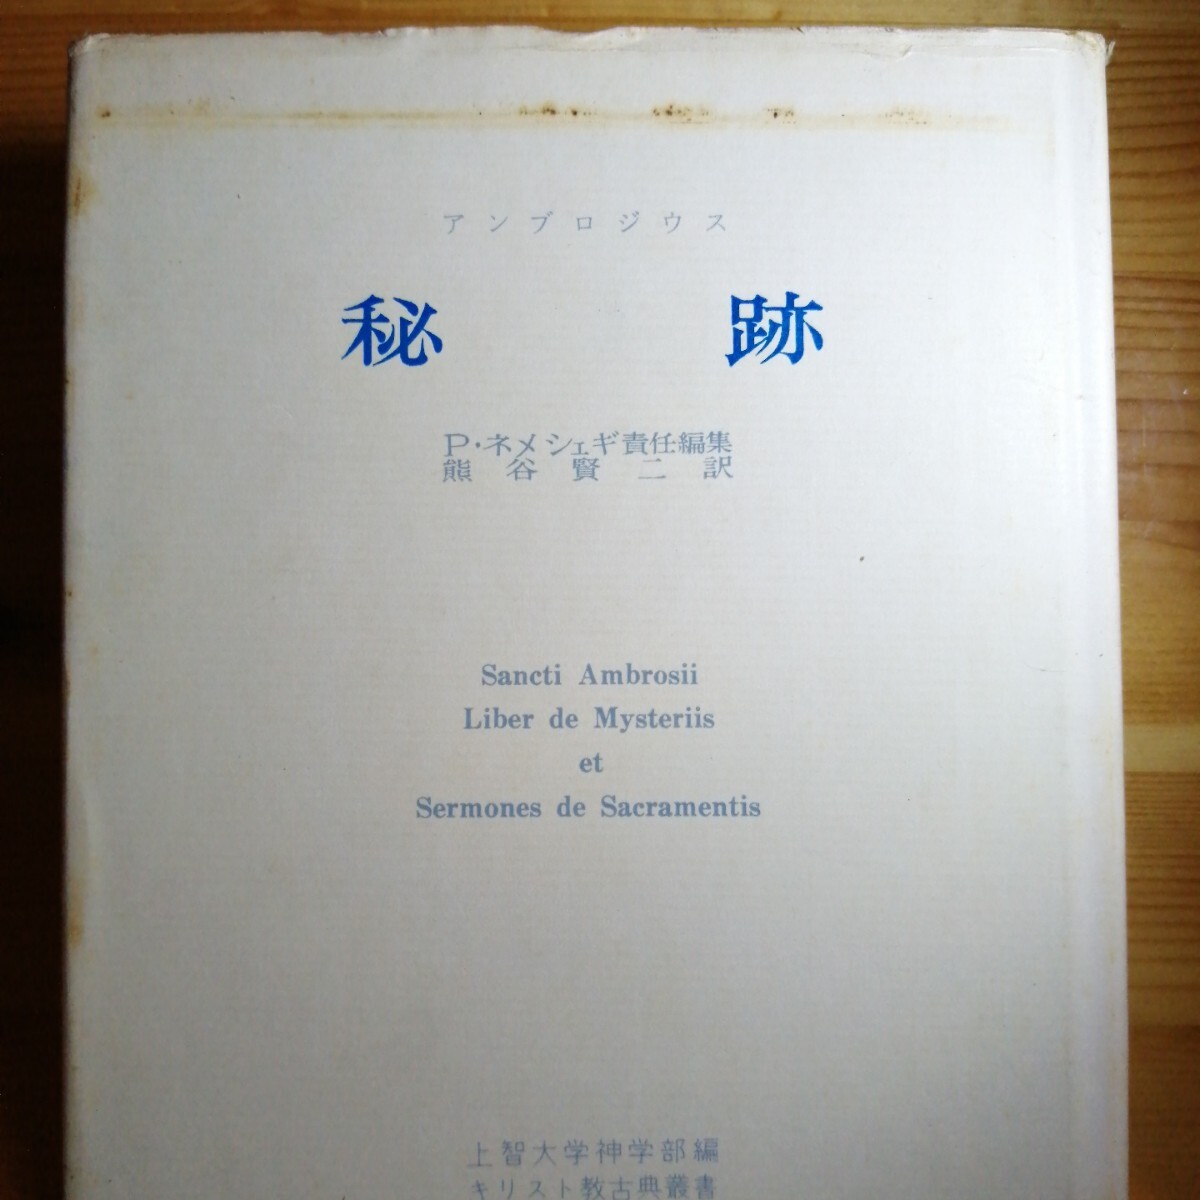 アンブロジウス
秘跡
P・ネメシェギ責任編集
熊谷賢二訳
Sancti Ambrosii
Liber de Mysteriis
et
Sermones de Sacramentis
上智大学神学部編
キリスト教古典叢書